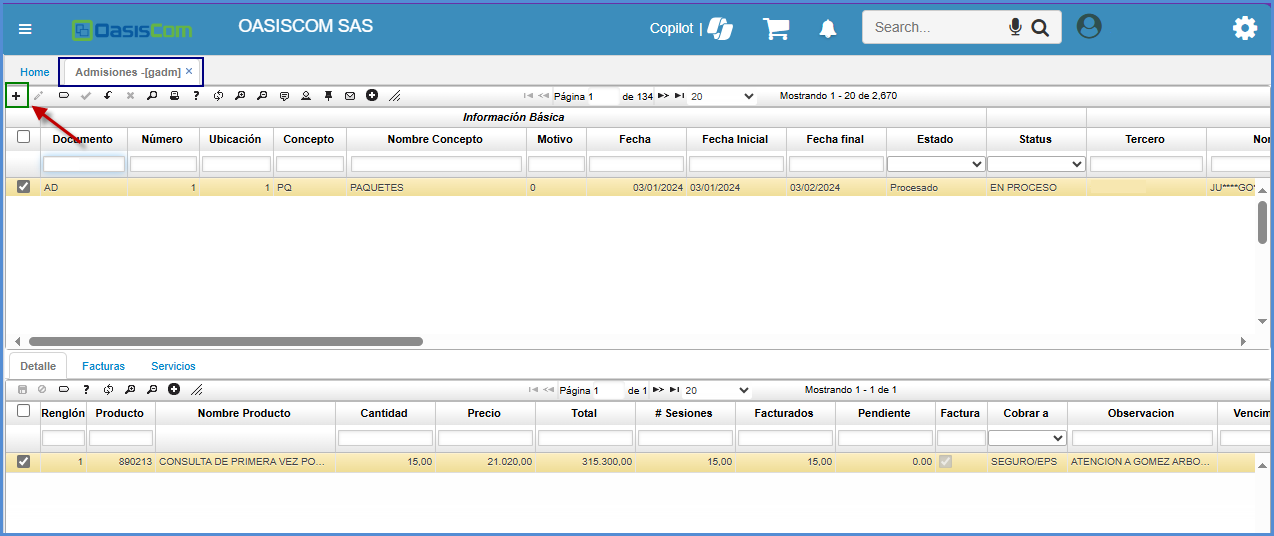 OasisCom OASISCOM SAS Copilot | Search...
Home Admisiones -[gadm] ×
Página 1 de 134 20 Mostrando 1 - 20 de 2,670
Información Básica
Documento Número Ubicación Concepto Nombre Concepto Motivo Fecha Fecha Inicial Fecha final Estado Status Tercero Nor
AD 1 1 PQ PAQUETES 0 03/01/2024 03/01/2024 03/02/2024 Procesado EN PROCESO JU****GO*
Detalle Facturas Servicios
Página 1 de 1 20 Mostrando 1 - 1 de 1
Renglón Producto Nombre Producto Cantidad Precio Total # Sesiones Facturados Pendiente Factura Cobrar a Observacion Vencim
1 890213 CONSULTA DE PRIMERA VEZ PO... 15,00 21.020,00 315.300,00 15,00 15,00 0.00 SEGURO/EPS ATENCION A GOMEZ ARBO...